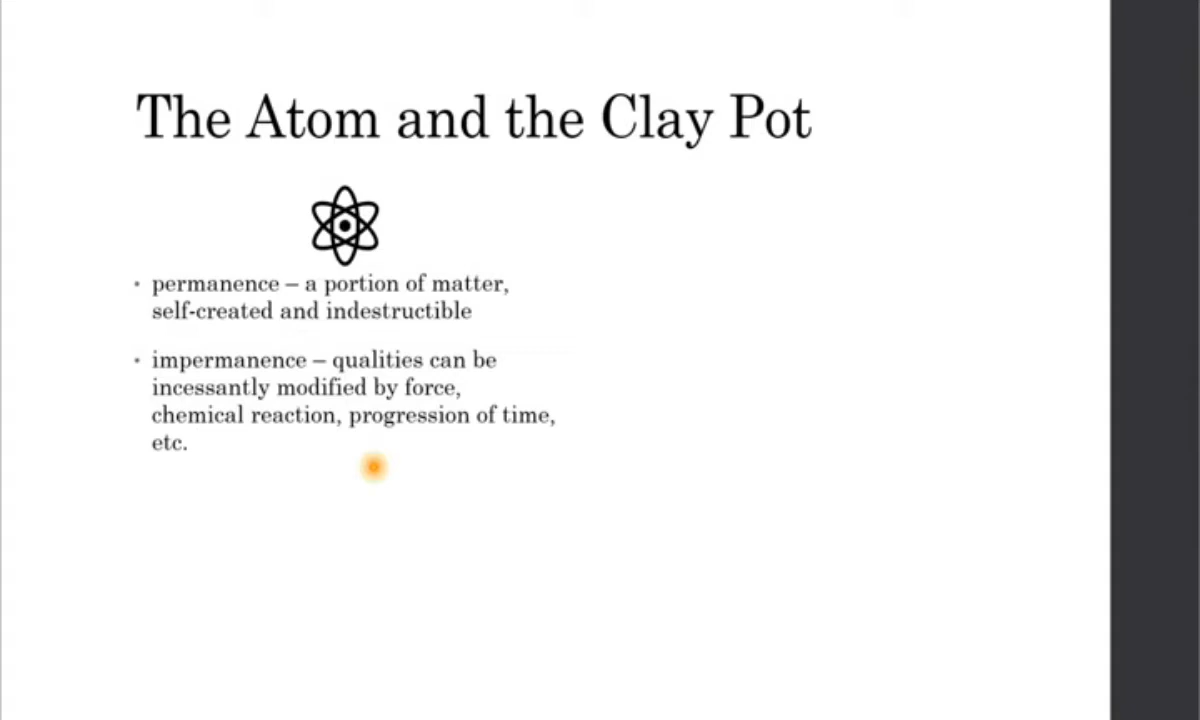 The Atom and the Clay Pot
• permanence – a portion of matter,
self-created and indestructible
• impermanence – qualities can be
incessantly modified by force,
chemical reaction, progression of time,
etc.